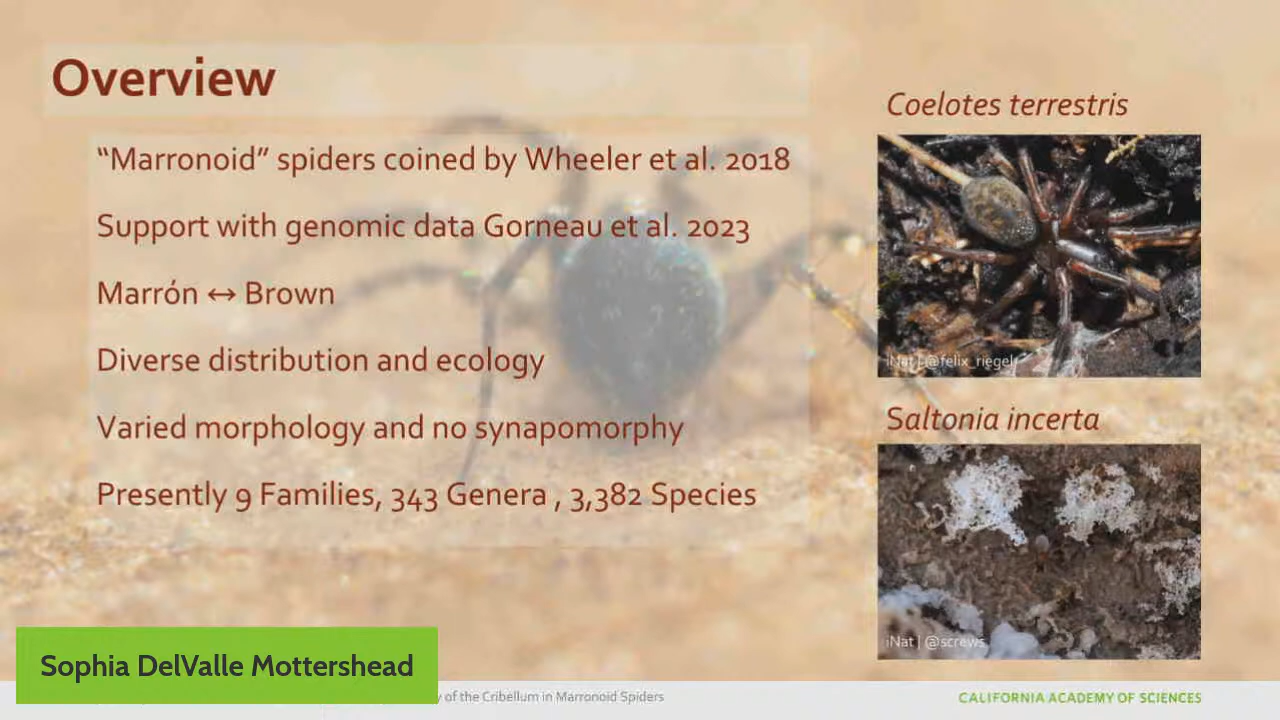 Overview
“Marronoid” spiders coined by Wheeler et al. 2018
Support with genomic data Gorneau et al. 2023
Marrón ↔ Brown
Diverse distribution and ecology
Varied morphology and no synapomorphy
Presently 9 Families, 343 Genera , 3,382 Species
Coelotes terrestris
iNat | @felix_riegel
Saltonia incerta
iNat | @screws
Sophia DelValle Mottershead
of the Cribellum in Marronoid Spiders
CALIFORNIA ACADEMY OF SCIENCES